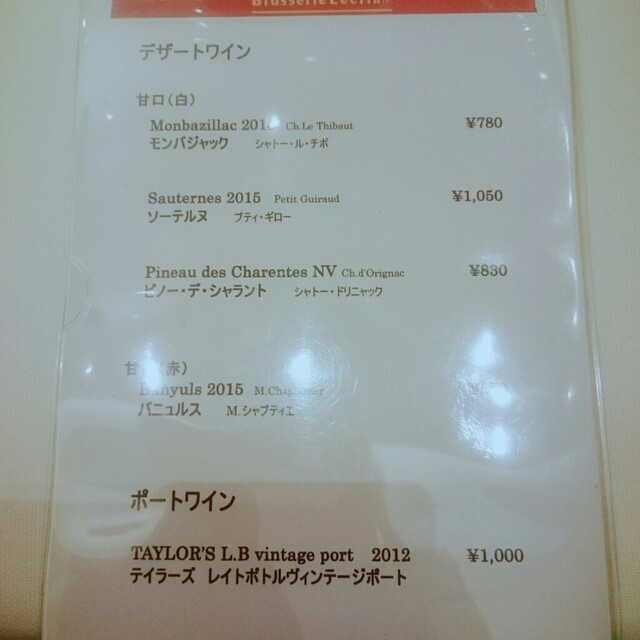 デザートワイン
甘口（白）
Monbazillac Ch.Le Thibaut ¥780
モンバジャック シャトー・ル・チボ
Sauternes 2015 Petit Guiraud ¥1,050
ソーテルヌ プティ・ギロー
Pineau des Charentes NV Ch.d'Orignac ¥830
ピノー・デ・シャラント シャトー・ドリニャック
（赤）
Banyuls 2015
バニュルス M.シャプティエ
ポートワイン
TAYLOR'S L.B vintage port 2012 ¥1,000
テイラーズ レイトボトルヴィンテージポート